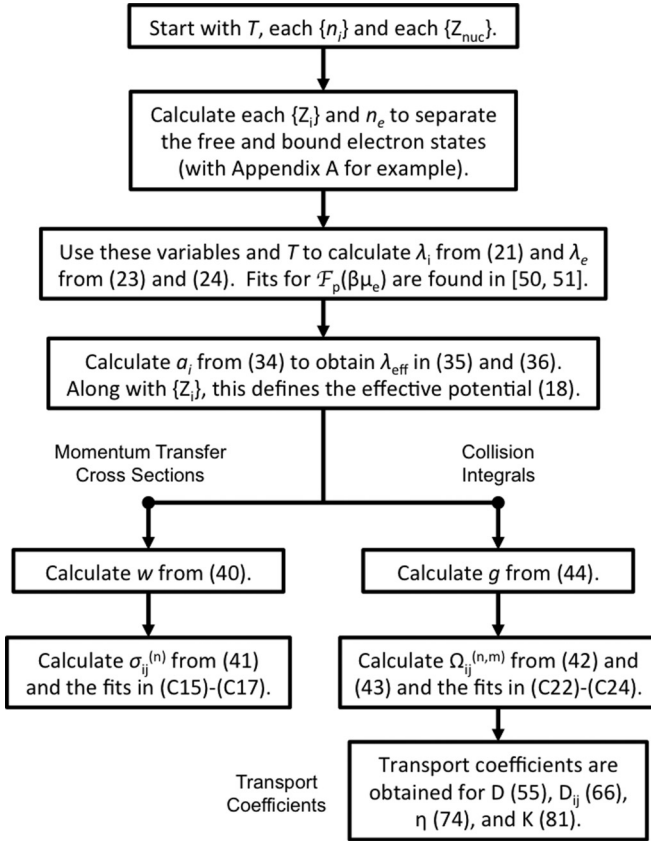 Start with T, each {nᵢ} and each {Z_nuc}.
Calculate each {Zᵢ} and nₑ to separate
the free and bound electron states
(with Appendix A for example).
Use these variables and T to calculate λᵢ from (21) and λₑ
from (23) and (24). Fits for ℱₚ(βμₑ) are found in [50, 51].
Calculate aᵢ from (34) to obtain λ_eff in (35) and (36).
Along with {Zᵢ}, this defines the effective potential (18).
Momentum Transfer
Cross Sections
Collision
Integrals
Calculate w from (40).
Calculate g from (44).
Calculate σᵢⱼ⁽ⁿ⁾ from (41)
and the fits in (C15)-(C17).
Calculate Ωᵢⱼ⁽ⁿ,ᵐ⁾ from (42) and
(43) and the fits in (C22)-(C24).
Transport
Coefficients
Transport coefficients are
obtained for D (55), Dᵢⱼ (66),
η (74), and K (81).